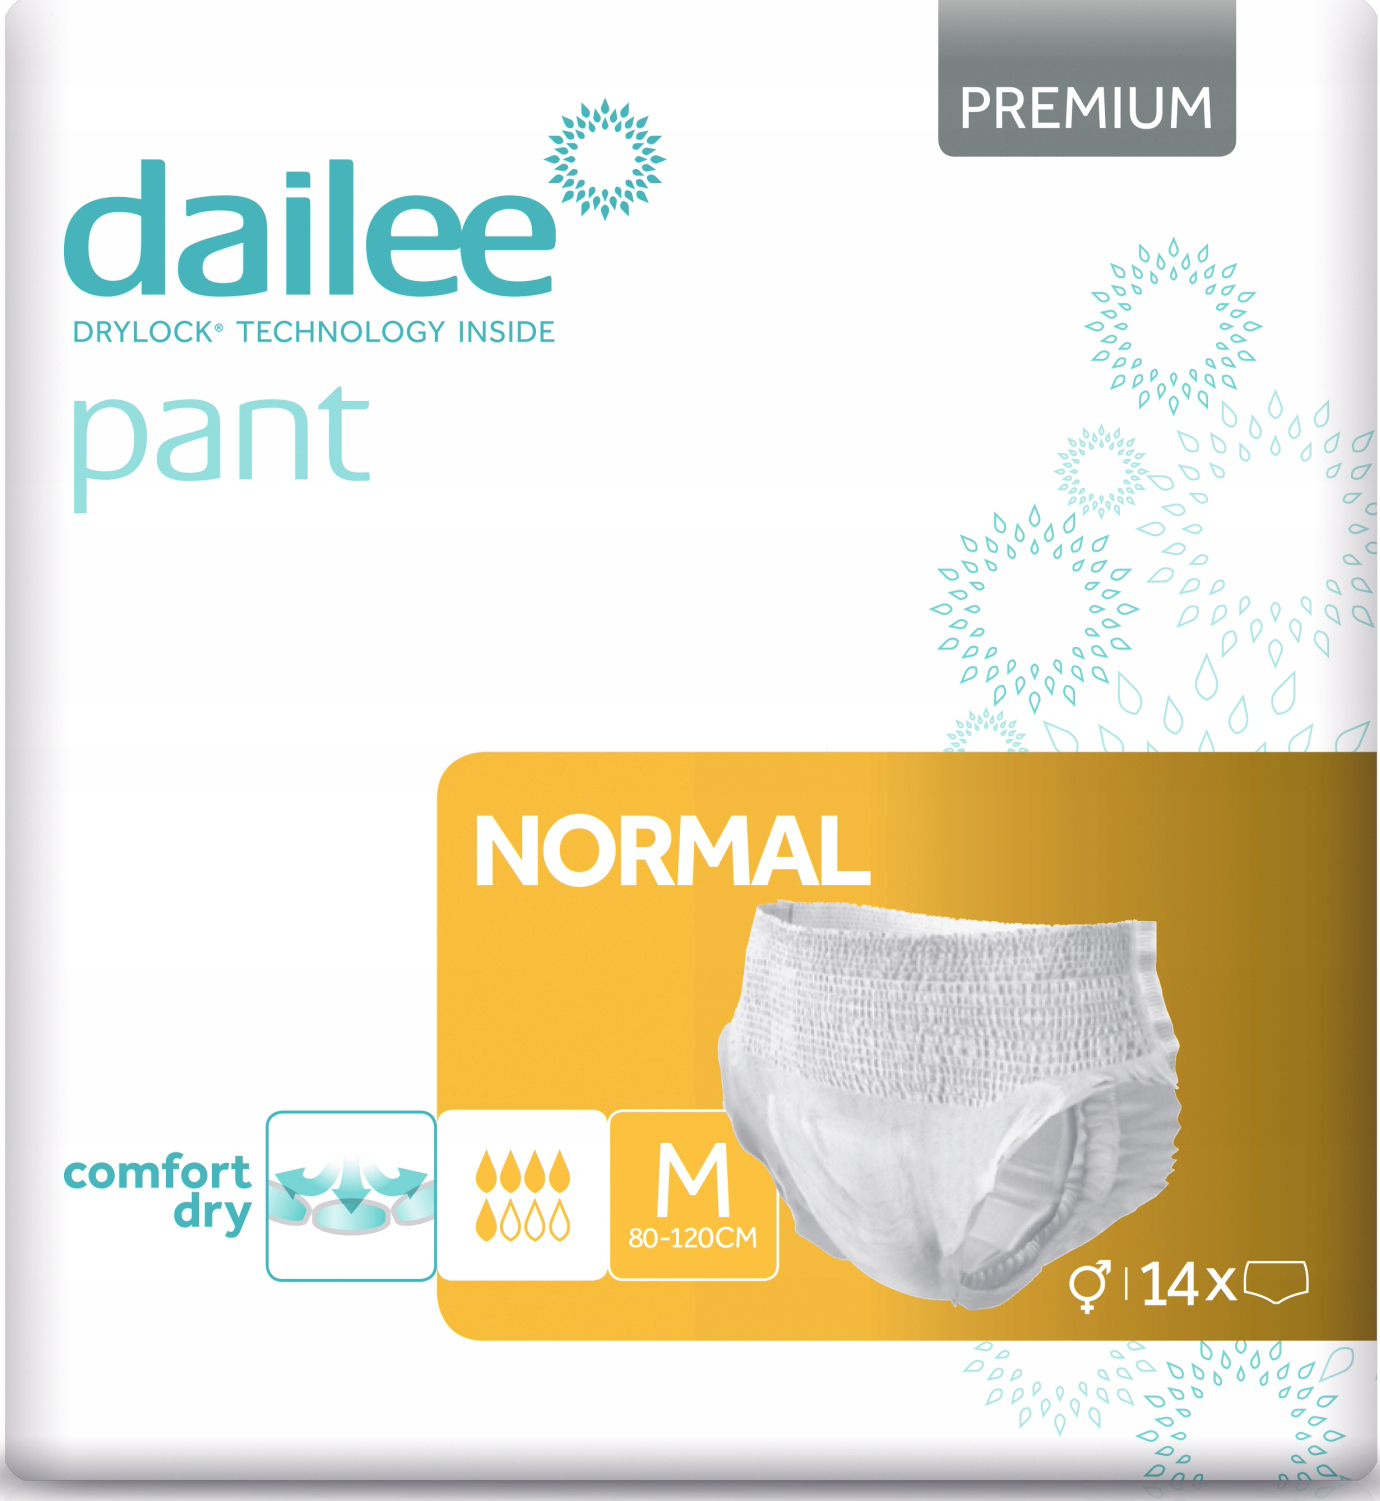 PREMIUM
dailee
DRYLOCK® TECHNOLOGY INSIDE
pant
NORMAL
comfort
dry
M
80-120CM
14x